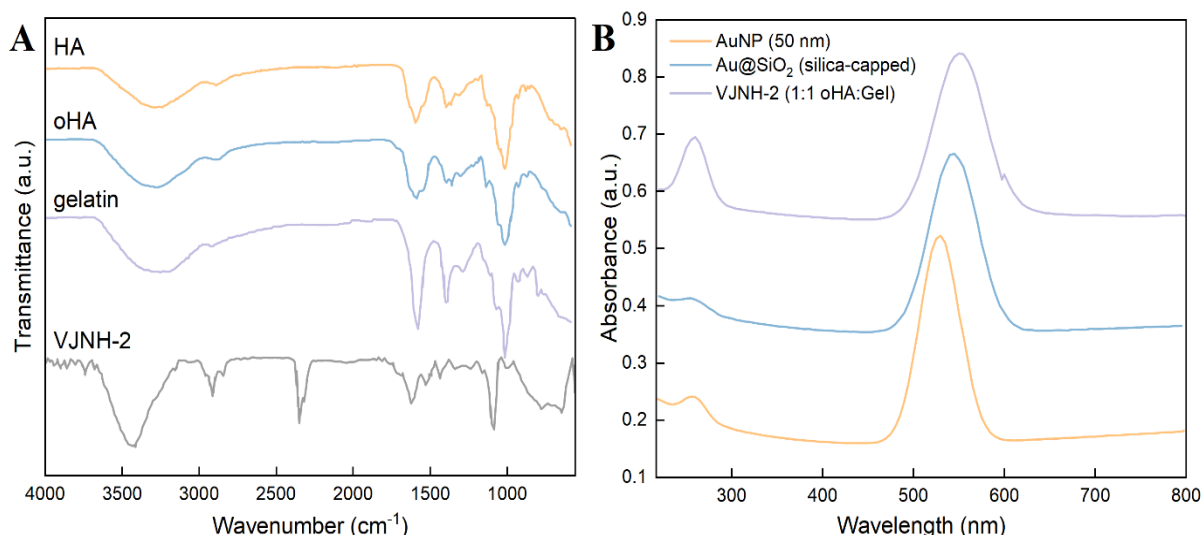 A
HA
oHA
gelatin
VJNH-2
Transmittance (a.u.)
4000 3500 3000 2500 2000 1500 1000
Wavenumber (cm⁻¹)
B
AuNP (50 nm)
Au@SiO₂ (silica-capped)
VJNH-2 (1:1 oHA:Gel)
Absorbance (a.u.)
0.9
0.8
0.7
0.6
0.5
0.4
0.3
0.2
0.1
300 400 500 600 700 800
Wavelength (nm)